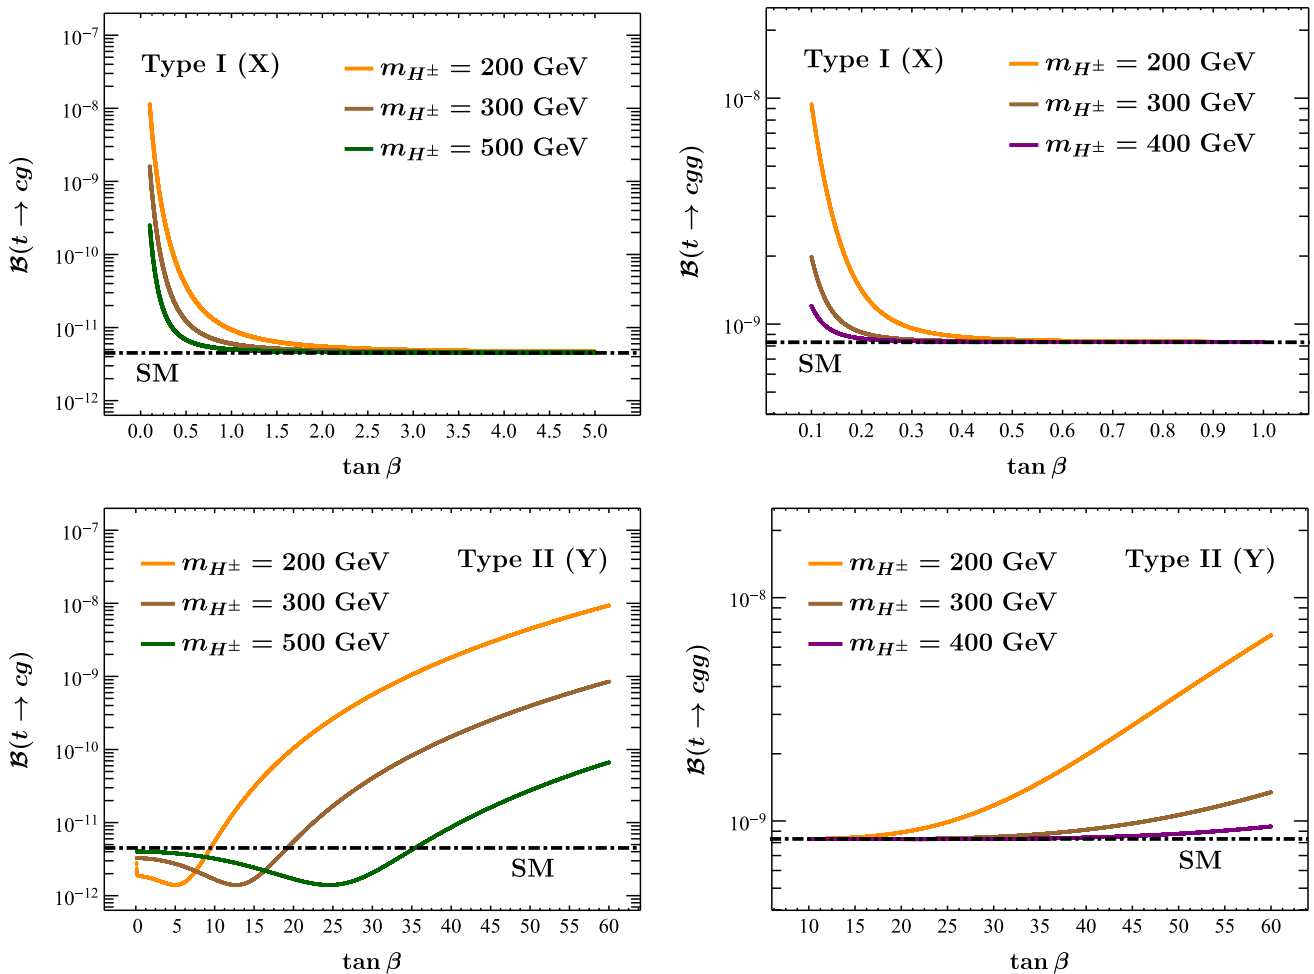 10⁻⁷
10⁻⁸
10⁻⁹
10⁻¹⁰
10⁻¹¹
10⁻¹²
B(t → cg)
Type I (X)
m_{H^±} = 200 GeV
m_{H^±} = 300 GeV
m_{H^±} = 500 GeV
SM
0.0 0.5 1.0 1.5 2.0 2.5 3.0 3.5 4.0 4.5 5.0
tan β
10⁻⁸
10⁻⁹
B(t → cgg)
Type I (X)
m_{H^±} = 200 GeV
m_{H^±} = 300 GeV
m_{H^±} = 400 GeV
SM
0.1 0.2 0.3 0.4 0.5 0.6 0.7 0.8 0.9 1.0
tan β
10⁻⁷
10⁻⁸
10⁻⁹
10⁻¹⁰
10⁻¹¹
10⁻¹²
B(t → cg)
m_{H^±} = 200 GeV
m_{H^±} = 300 GeV
m_{H^±} = 500 GeV
Type II (Y)
SM
0 5 10 15 20 25 30 35 40 45 50 55 60
tan β
10⁻⁸
10⁻⁹
B(t → cgg)
m_{H^±} = 200 GeV
m_{H^±} = 300 GeV
m_{H^±} = 400 GeV
Type II (Y)
SM
10 15 20 25 30 35 40 45 50 55 60
tan β